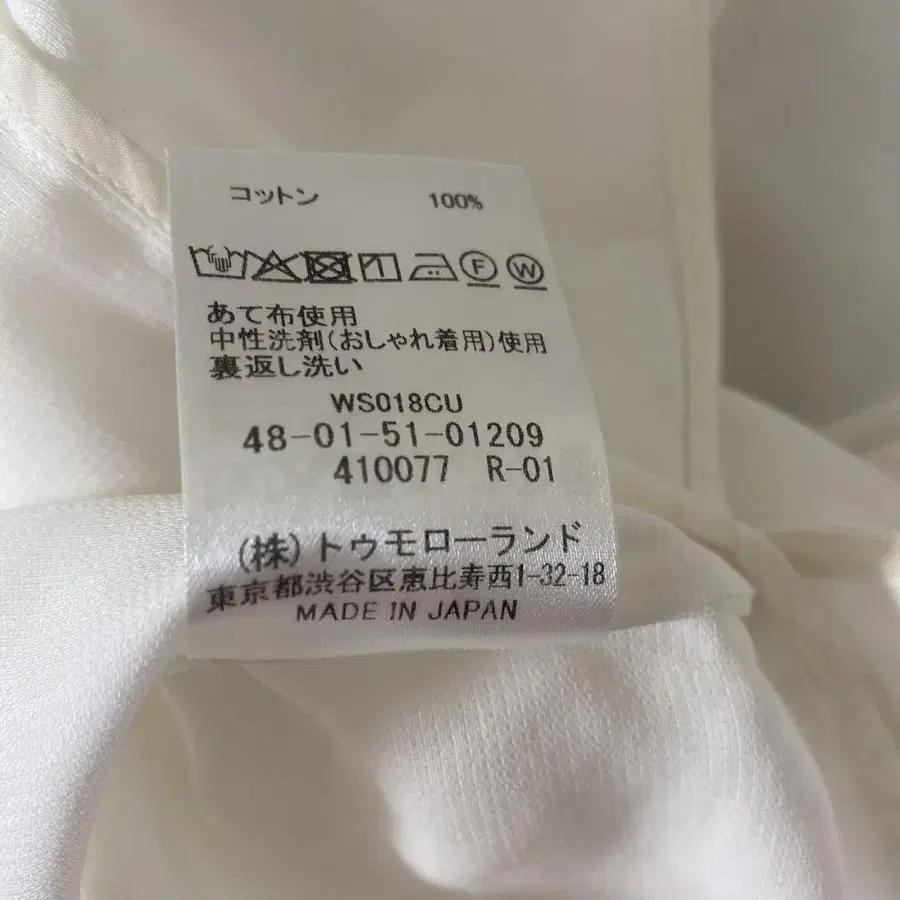 コットン 100%
F W
あて布使用
中性洗剤(おしゃれ着用)使用
裏返し洗い
WS018CU
48-01-51-01209
410077 R-01
(株)トゥモローランド
東京都渋谷区恵比寿西1-32-18
MADE IN JAPAN